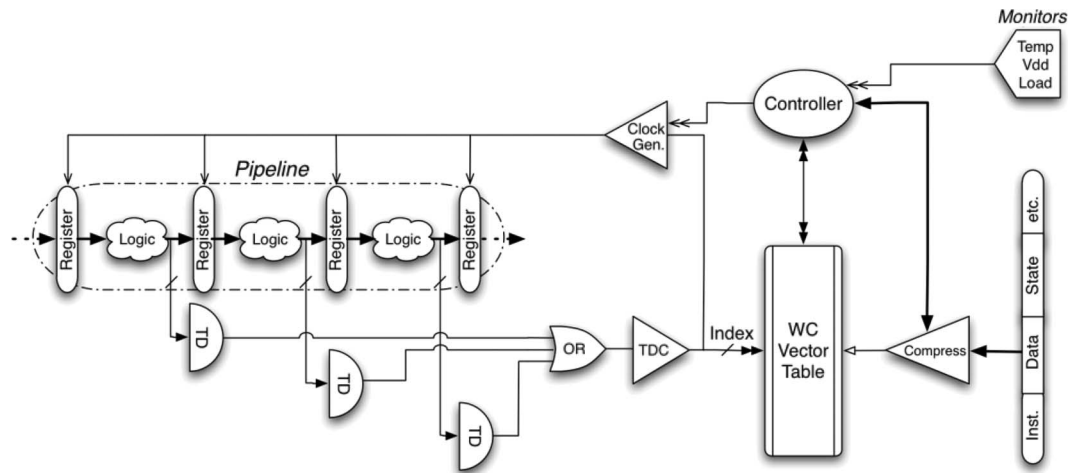 Monitors
Temp
Vdd
Load
Controller
Clock
Gen.
Pipeline
Register
Logic
Register
Logic
Register
Logic
Register
TD
TD
TD
OR
TDC
Index
WC
Vector
Table
Compress
Inst.
Data
State
etc.